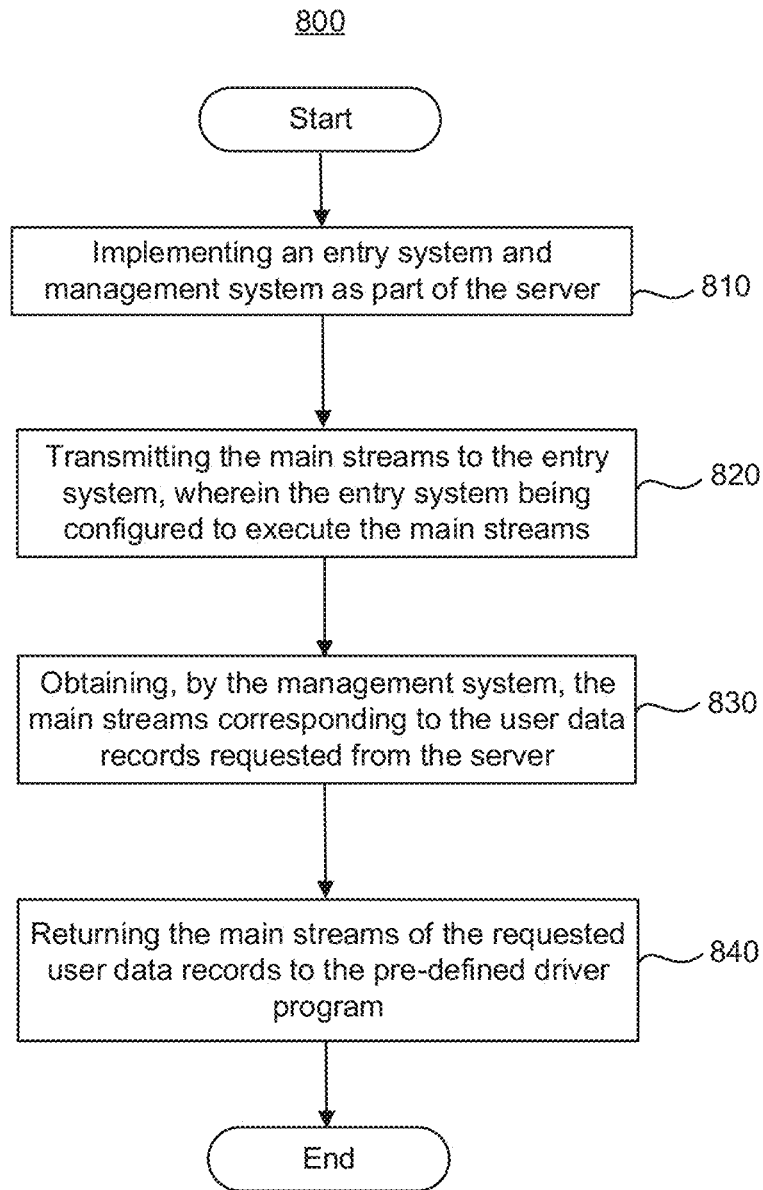 800
Start
Implementing an entry system and
management system as part of the server
810
Transmitting the main streams to the entry
system, wherein the entry system being
configured to execute the main streams
820
Obtaining, by the management system, the
main streams corresponding to the user data
records requested from the server
830
Returning the main streams of the requested
user data records to the pre-defined driver
program
840
End